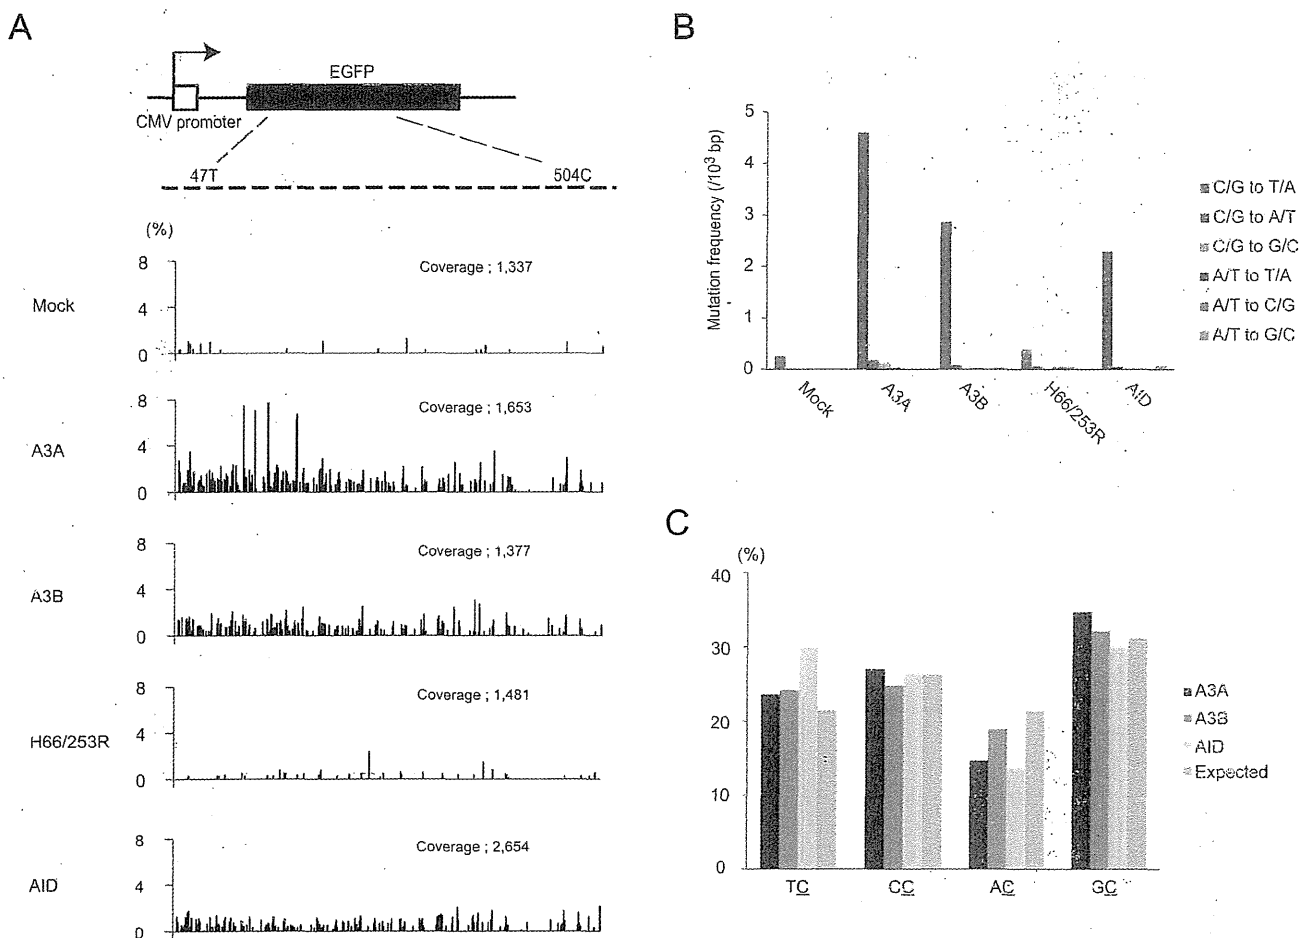 A
EGFP
CMV promoter
47T
504C
(%)
8
4
0
Mock
Coverage ; 1,337
8
4
0
A3A
Coverage ; 1,653
8
4
0
A3B
Coverage ; 1,377
8
4
0
H66/253R
Coverage ; 1,481
8
4
0
AID
Coverage ; 2,654
B
Mutation frequency (/10³ bp)
5
4
3
2
1
0
Mock
A3A
A3B
H66/253R
AID
C/G to T/A
C/G to A/T
C/G to G/C
A/T to T/A
A/T to C/G
A/T to G/C
C
(%)
40
30
20
10
0
TC
CC
AC
GC
A3A
A3B
AID
Expected